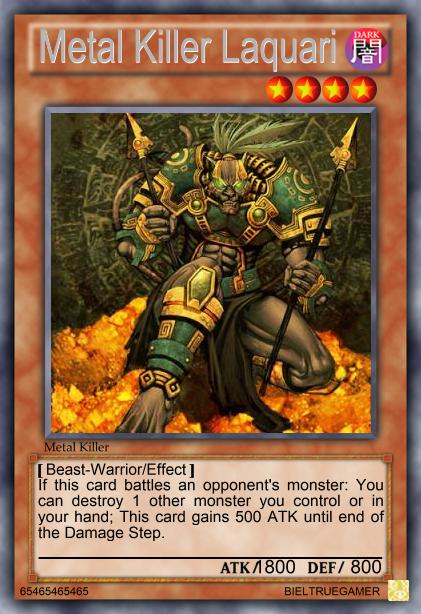 Metal Killer Laquari
DARK
闇
Metal Killer
[ Beast-Warrior/Effect ]
If this card battles an opponent's monster: You
can destroy 1 other monster you control or in
your hand; This card gains 500 ATK until end of
the Damage Step.
ATK/1800 DEF/ 800
65465465465 BIELTRUEGAMER